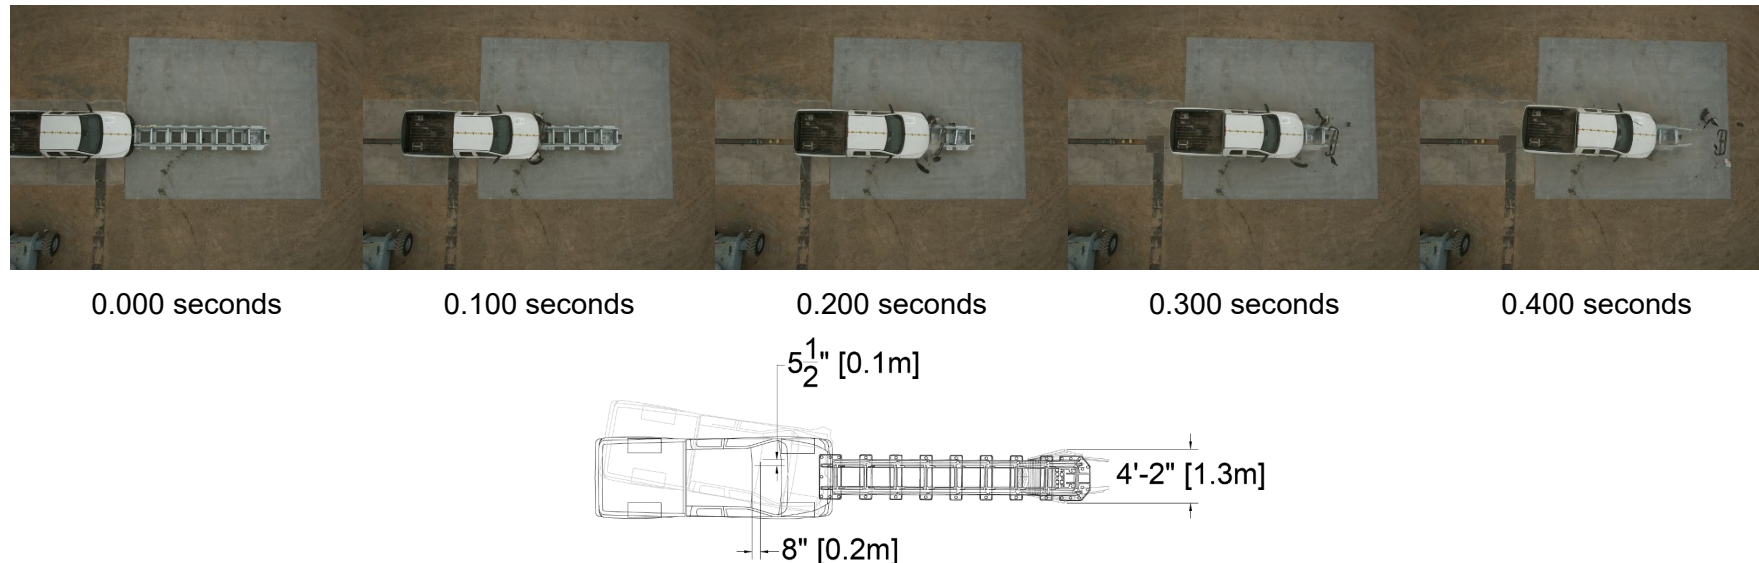 0.000 seconds
0.100 seconds
0.200 seconds
0.300 seconds
0.400 seconds
5 1/2" [0.1m]
4'-2" [1.3m]
8" [0.2m]